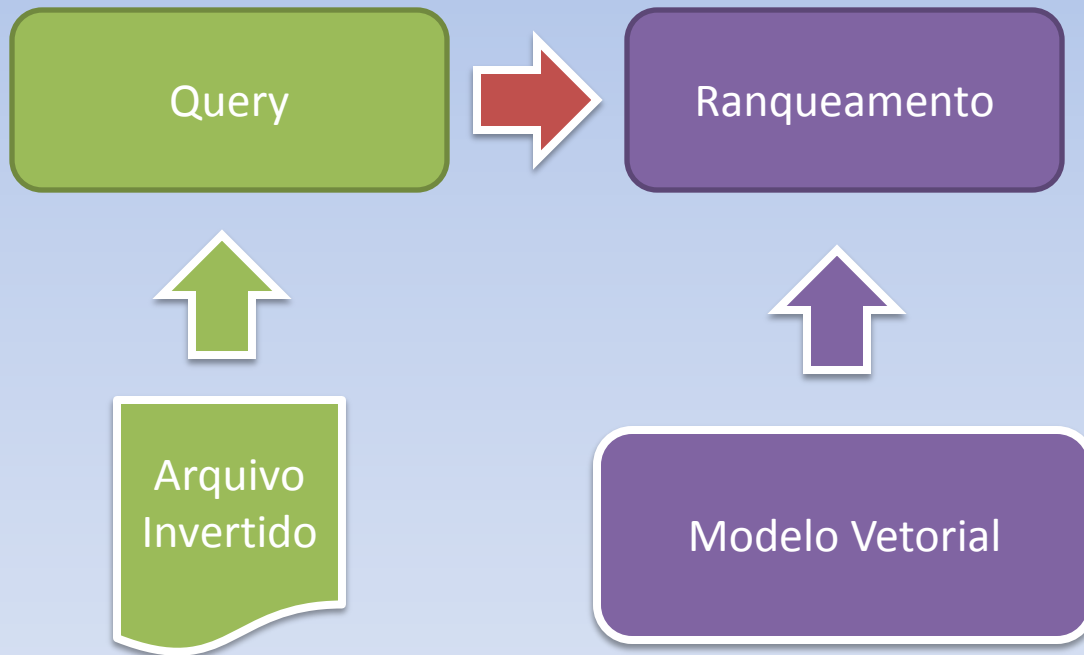 Query
Ranqueamento
Arquivo
Invertido
Modelo Vetorial